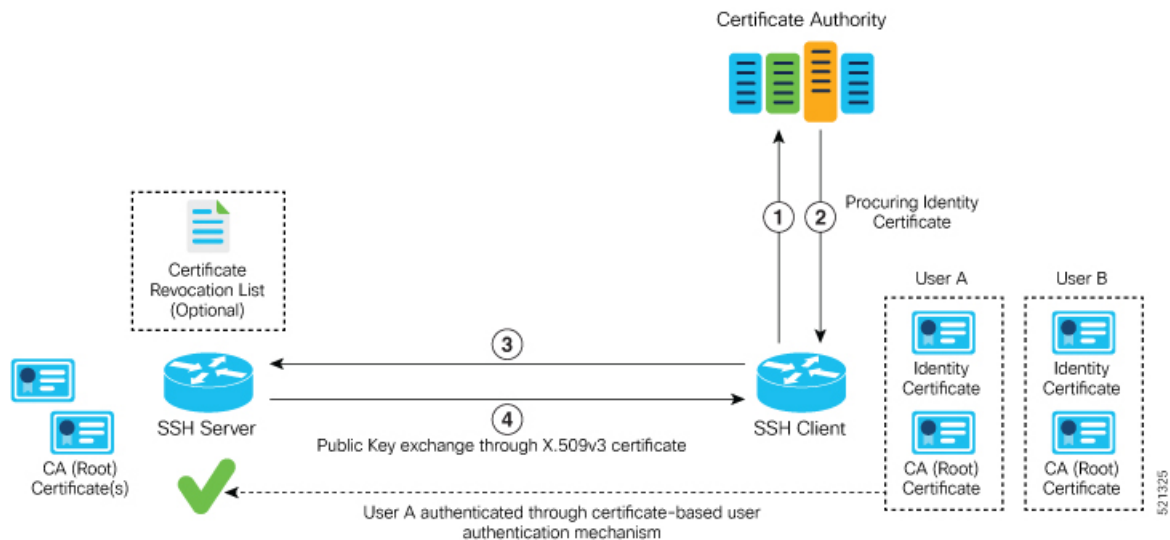 Certificate Authority
1
2
Procuring Identity
Certificate
Certificate
Revocation List
(Optional)
User A
User B
Identity
Certificate
Identity
Certificate
3
4
SSH Server
SSH Client
Public Key exchange through X.509v3 certificate
CA (Root)
Certificate(s)
CA (Root)
Certificate
CA (Root)
Certificate
User A authenticated through certificate-based user
authentication mechanism
521325